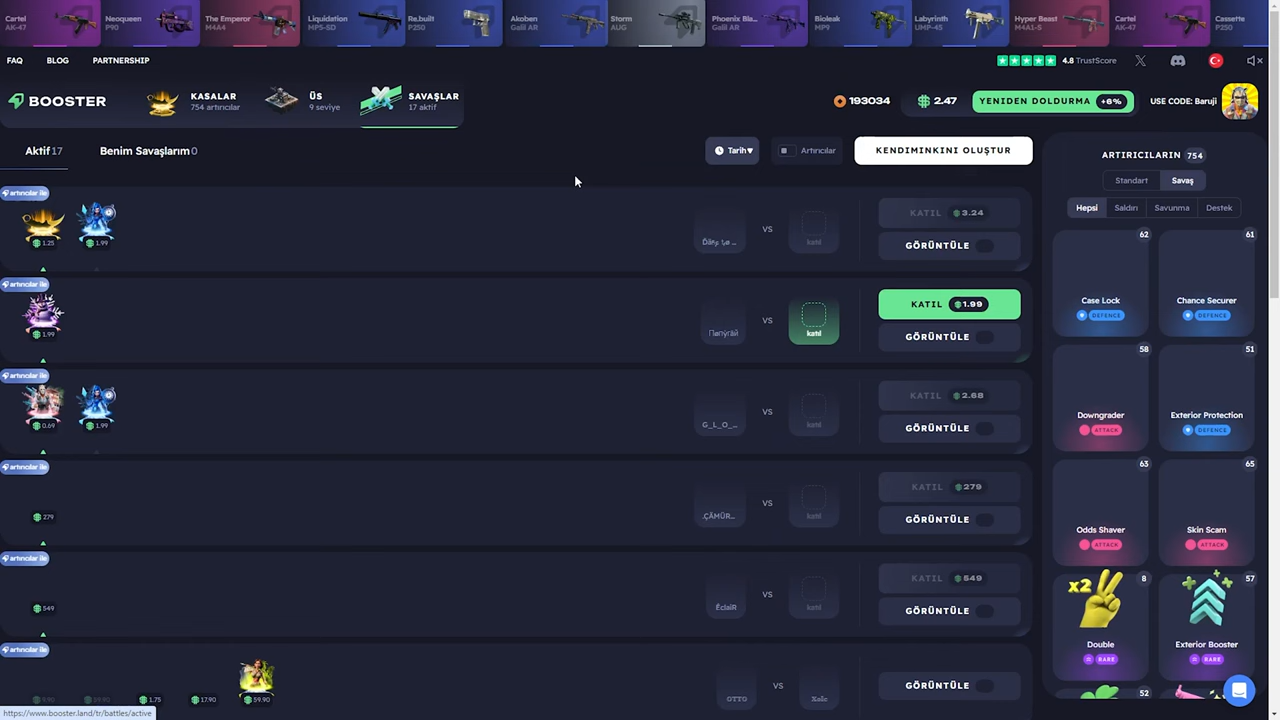 Cartel
AK-47
Neoqueen
P90
The Emperor
M4A4
Liquidation
MP5-SD
Re.built
P250
Akoben
Galil AR
Storm
AUG
Phoenix Bla...
Galil AR
Bioleak
MP9
Labyrinth
UMP-45
Hyper Beast
M4A1-S
Cartel
AK-47
Cassette
P250
FAQ BLOG PARTNERSHIP
4.8 TrustScore
BOOSTER
KASALAR
754 artırıcılar
ÜS
9 seviye
SAVAŞLAR
17 aktif
193034
2.47
YENİDEN DOLDURMA +6%
USE CODE: Baruji
Aktif 17
Benim Savaşlarım 0
Tarih
Artırıcılar
KENDİMİNKİNİ OLUŞTUR
artırıcılar ile
1.25
1.99
VS
katıl
KATIL 3.24
GÖRÜNTÜLE
artırıcılar ile
1.99
VS
katıl
KATIL 1.99
GÖRÜNTÜLE
artırıcılar ile
0.69
1.99
G_L_O_...
VS
katıl
KATIL 2.68
GÖRÜNTÜLE
artırıcılar ile
279
.ÇÃMÜR...
VS
katıl
KATIL 279
GÖRÜNTÜLE
artırıcılar ile
549
ÉclaiR
VS
katıl
KATIL 549
GÖRÜNTÜLE
artırıcılar ile
1.75
17.90
59.90
OTTO
VS
Xalc
GÖRÜNTÜLE
ARTIRICILARIN 754
Standart
Savaş
Hepsi
Saldırı
Savunma
Destek
62
Case Lock
DEFENCE
61
Chance Securer
DEFENCE
58
Downgrader
ATTACK
51
Exterior Protection
DEFENCE
63
Odds Shaver
ATTACK
65
Skin Scam
ATTACK
8
x2
Double
RARE
57
Exterior Booster
RARE
52
https://www.booster.land/tr/battles/active